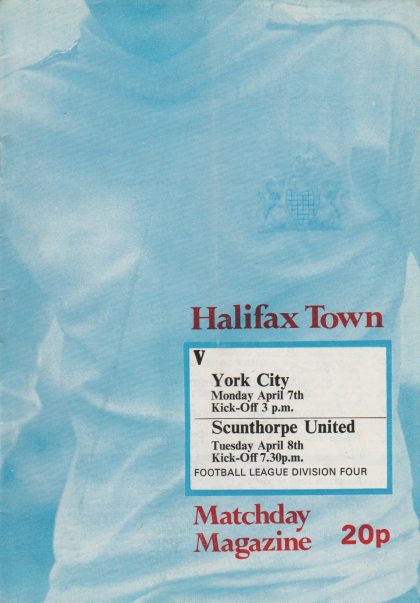 Halifax Town
V
York City
Monday April 7th
Kick-Off 3 p.m.
Scunthorpe United
Tuesday April 8th
Kick-Off 7.30p.m.
FOOTBALL LEAGUE DIVISION FOUR
Matchday
Magazine 20p